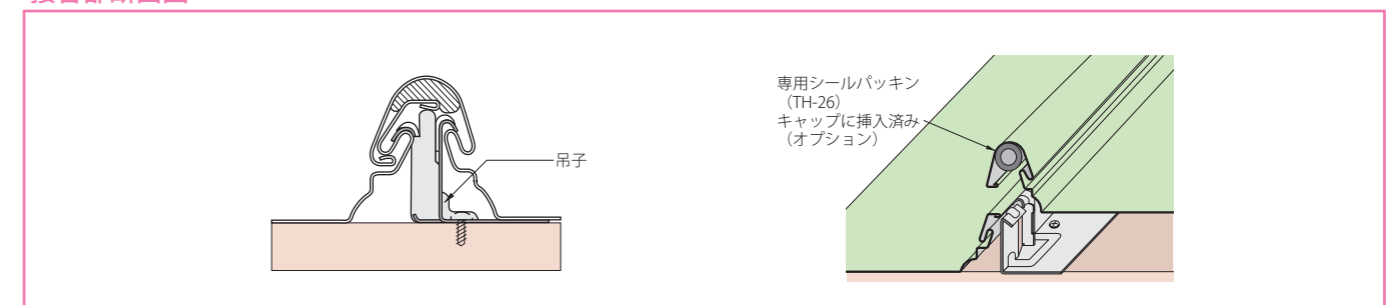 吊子
専用シールパッキン
（TH-26）
キャップに挿入済み
（オプション）